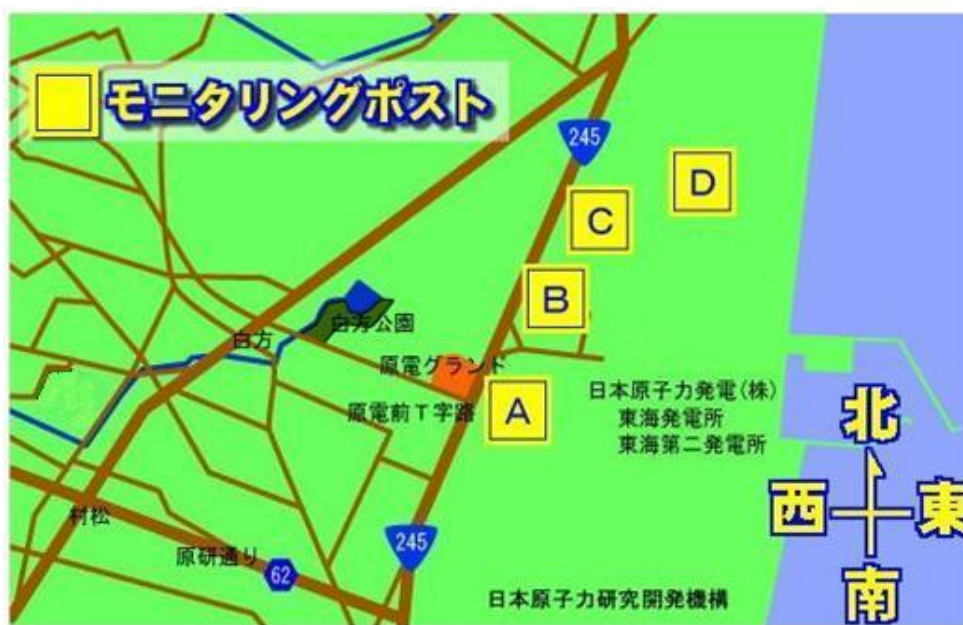 モニタリングポスト
245
D
C
B
白方公園
白方
原電グランド
A
原電前T字路
日本原子力発電(株)
東海発電所
東海第二発電所
北
西
東
南
村松
原研通り
62
245
日本原子力研究開発機構